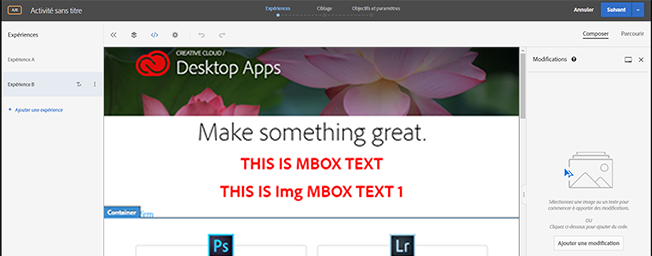 A/B Activité sans titre
Expériences Ciblage Objectifs et paramètres
Annuler Suivant
Expériences
Composer Parcourir
Expérience A
Expérience B
+ Ajouter une expérience
CREATIVE CLOUD /
Desktop Apps
Make something great.
THIS IS MBOX TEXT
THIS IS Img MBOX TEXT 1
Container
Ps
Lr
Modifications
Sélectionnez une image ou un texte pour
commencer à apporter des modifications.
OU
Cliquez ci-dessous pour ajouter du code.
Ajouter une modification